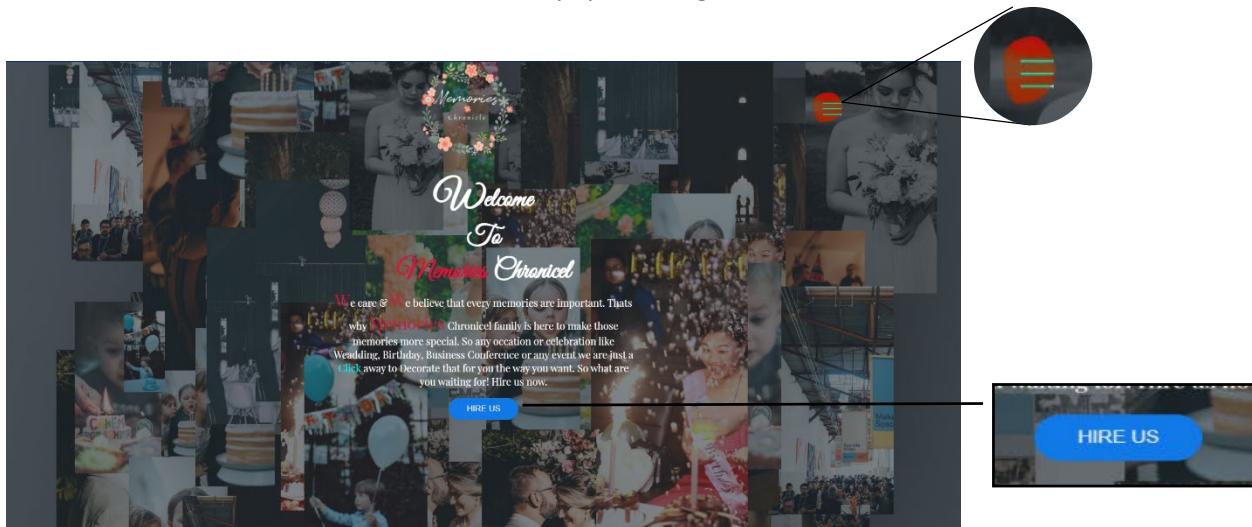 Memories
Chronicle
Welcome
To
Memories Chronicel
We care & We believe that every memories are important. Thats
why Memories Chronicel family is here to make those
memories more special. So any occation or celebration like
Weadding, Birthday, Business Conference or any event we are just a
Click away to Decorate that for you the way you want. So what are
you waiting for! Hire us now.
HIRE US
HIRE US